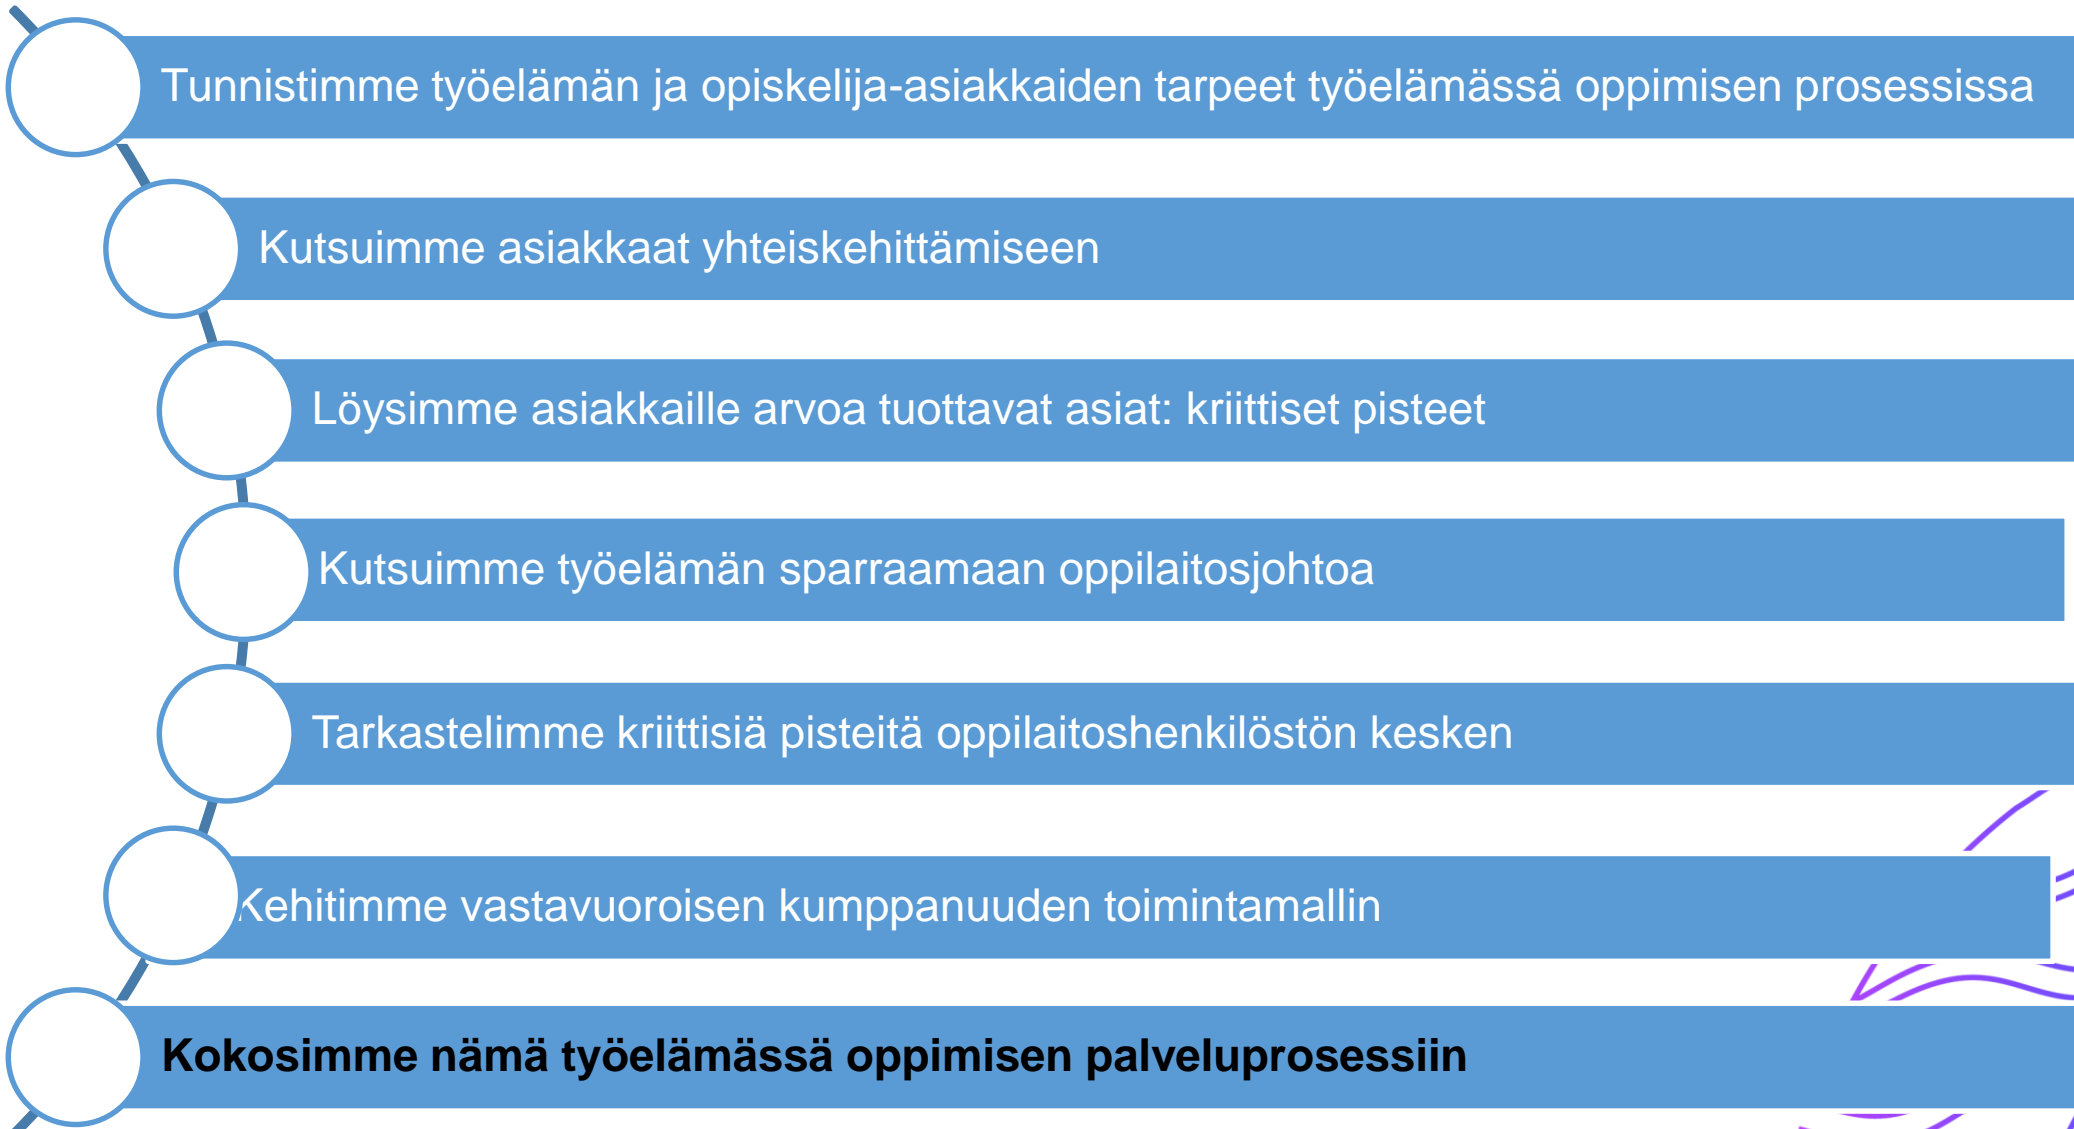 Tunnistimme työelämän ja opiskelija-asiakkaiden tarpeet työelämässä oppimisen prosessissa
Kutsuimme asiakkaat yhteiskehittämiseen
Löysimme asiakkaille arvoa tuottavat asiat: kriittiset pisteet
Kutsuimme työelämän sparraamaan oppilaitosjohtoa
Tarkastelimme kriittisiä pisteitä oppilaitoshenkilöstön kesken
Kehitimme vastavuoroisen kumppanuuden toimintamallin
Kokosimme nämä työelämässä oppimisen palveluprosessiin